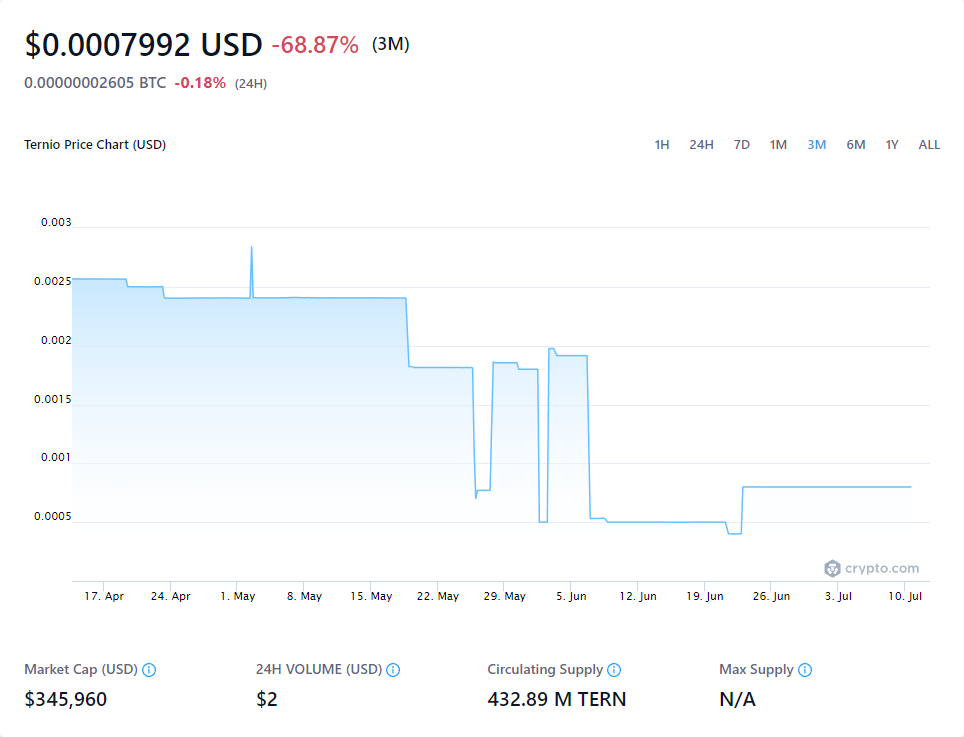 $0.0007992 USD -68.87% (3M)
0.00000002605 BTC -0.18% (24H)
Ternio Price Chart (USD) 1H 24H 7D 1M 3M 6M 1Y ALL
0.003
0.0025
0.002
0.0015
0.001
0.0005
crypto.com
17. Apr 24. Apr 1. May 8. May 15. May 22. May 29. May 5. Jun 12. Jun 19. Jun 26. Jun 3. Jul 10. Jul
Market Cap (USD) 24H VOLUME (USD) Circulating Supply Max Supply
$345,960 $2 432.89 M TERN N/A